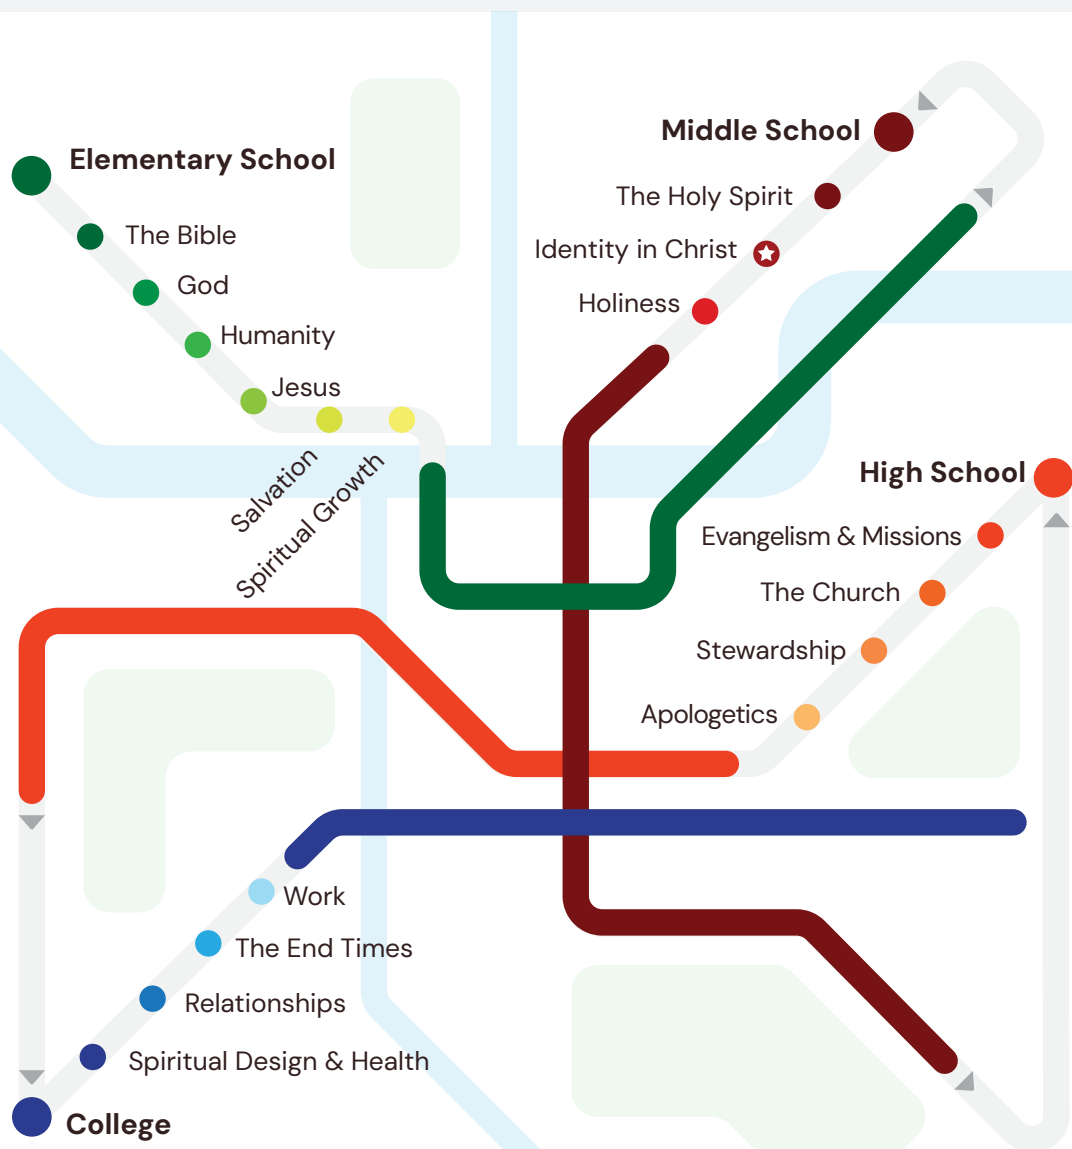 Elementary School
The Bible
God
Humanity
Jesus
Salvation
Spiritual Growth
Middle School
The Holy Spirit
Identity in Christ
Holiness
High School
Evangelism & Missions
The Church
Stewardship
Apologetics
Work
The End Times
Relationships
Spiritual Design & Health
College